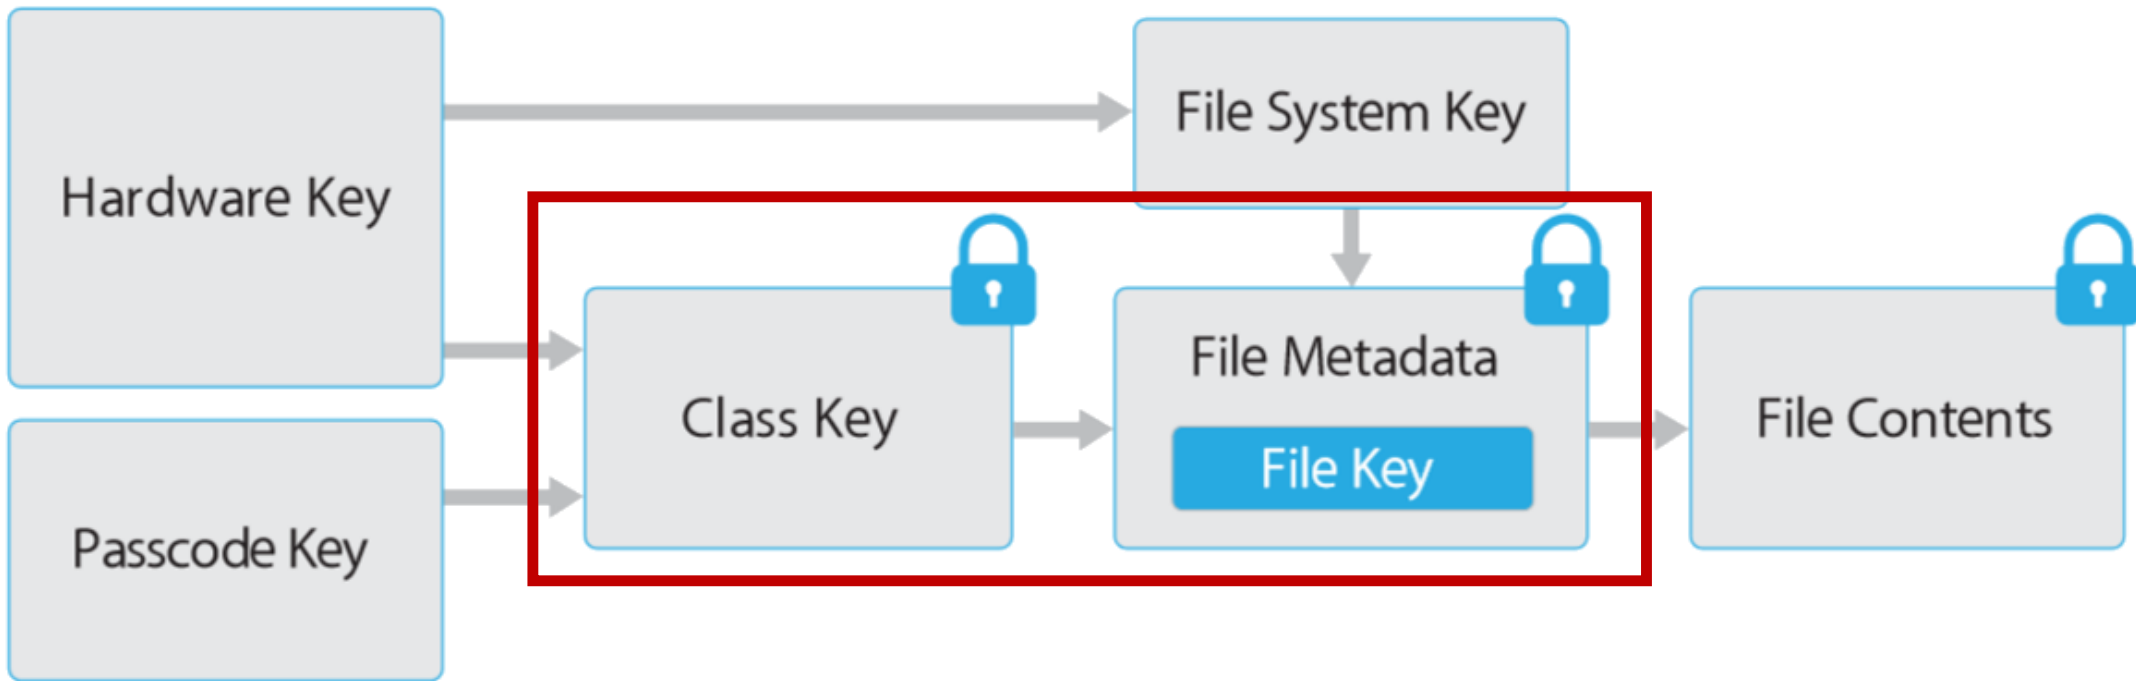 Hardware Key
File System Key
Class Key
File Metadata
File Key
File Contents
Passcode Key